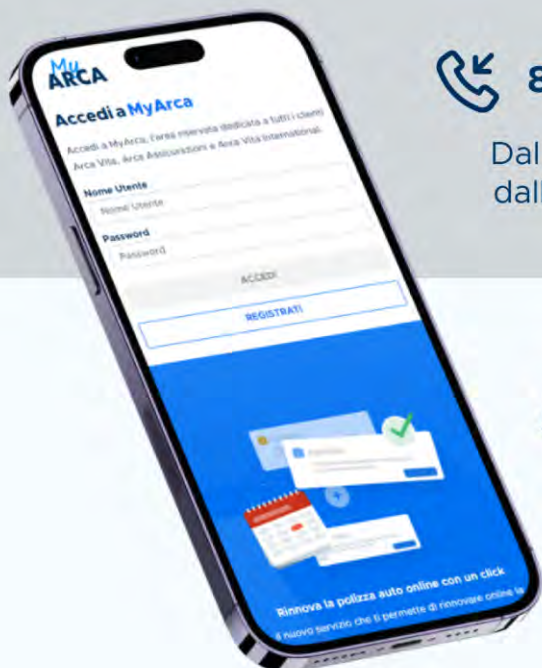 My
ARCA
Accedi a MyArca
Accedi a MyArca, l'area riservata dedicata a tutti i clienti
Arca Vita, Arca Assicurazioni e Arca Vita International.
Nome Utente
Nome Utente
Password
Password
ACCEDI
REGISTRATI
Rinnova la polizza auto online con un click
nuovo servizio che ti permette di rinnovare online la
8
Dal
dall